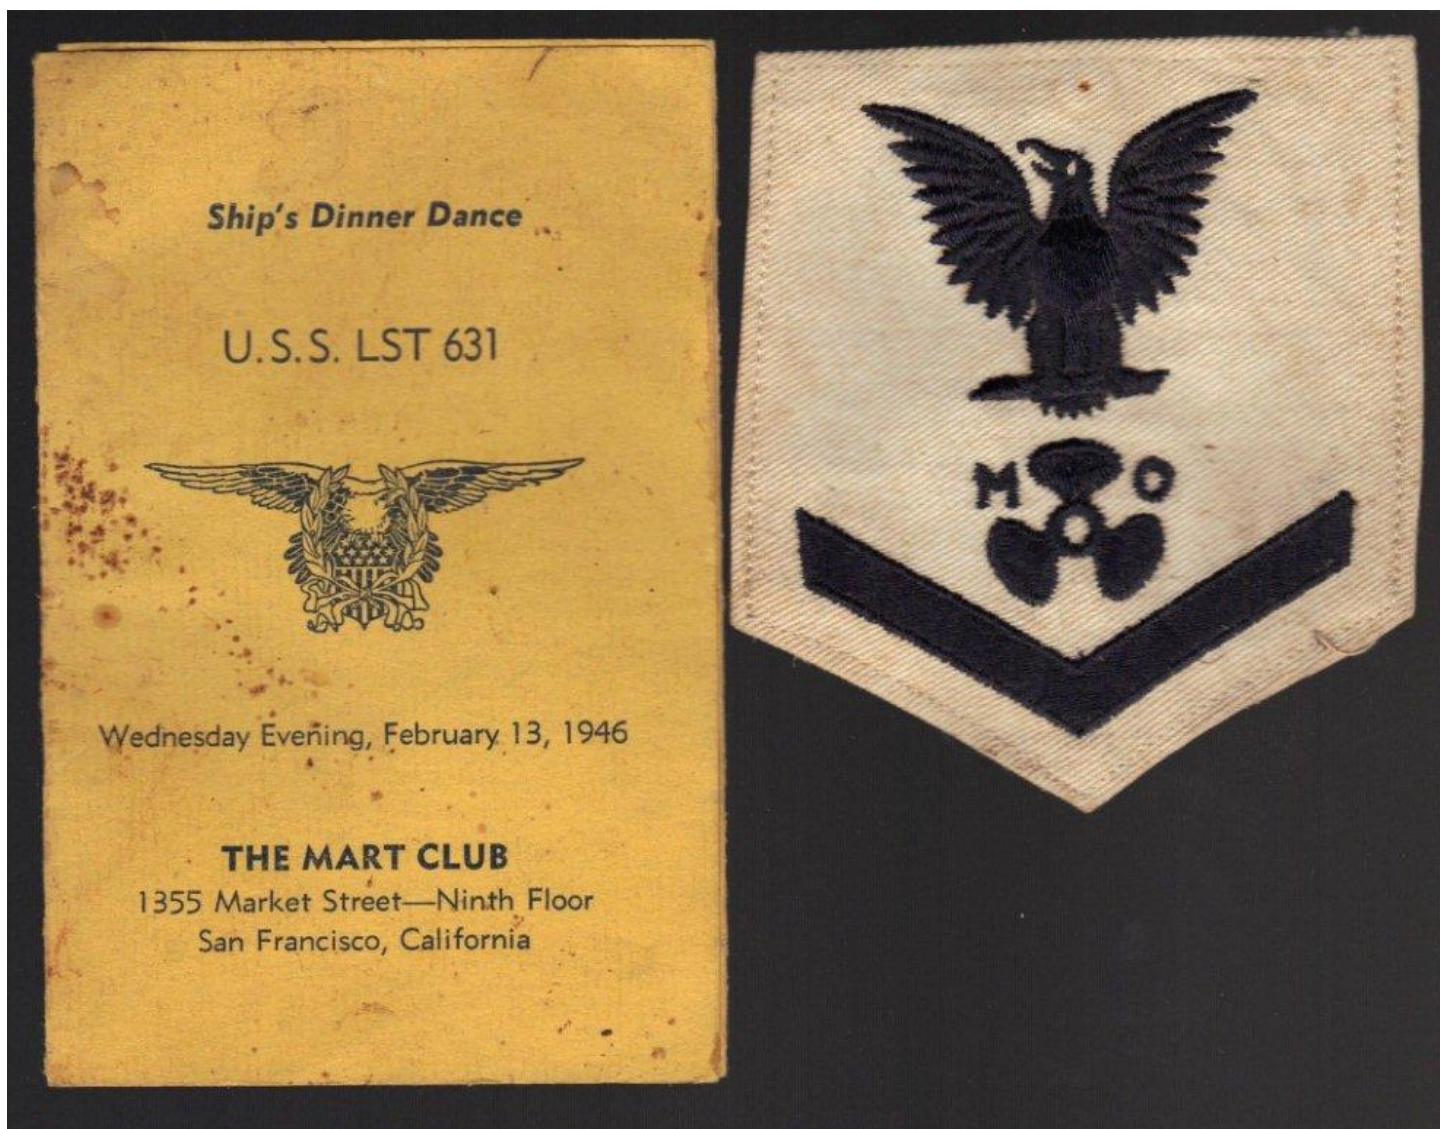 Ship's Dinner Dance
U.S.S. LST 631
Wednesday Evening, February 13, 1946
THE MART CLUB
1355 Market Street—Ninth Floor
San Francisco, California
M O